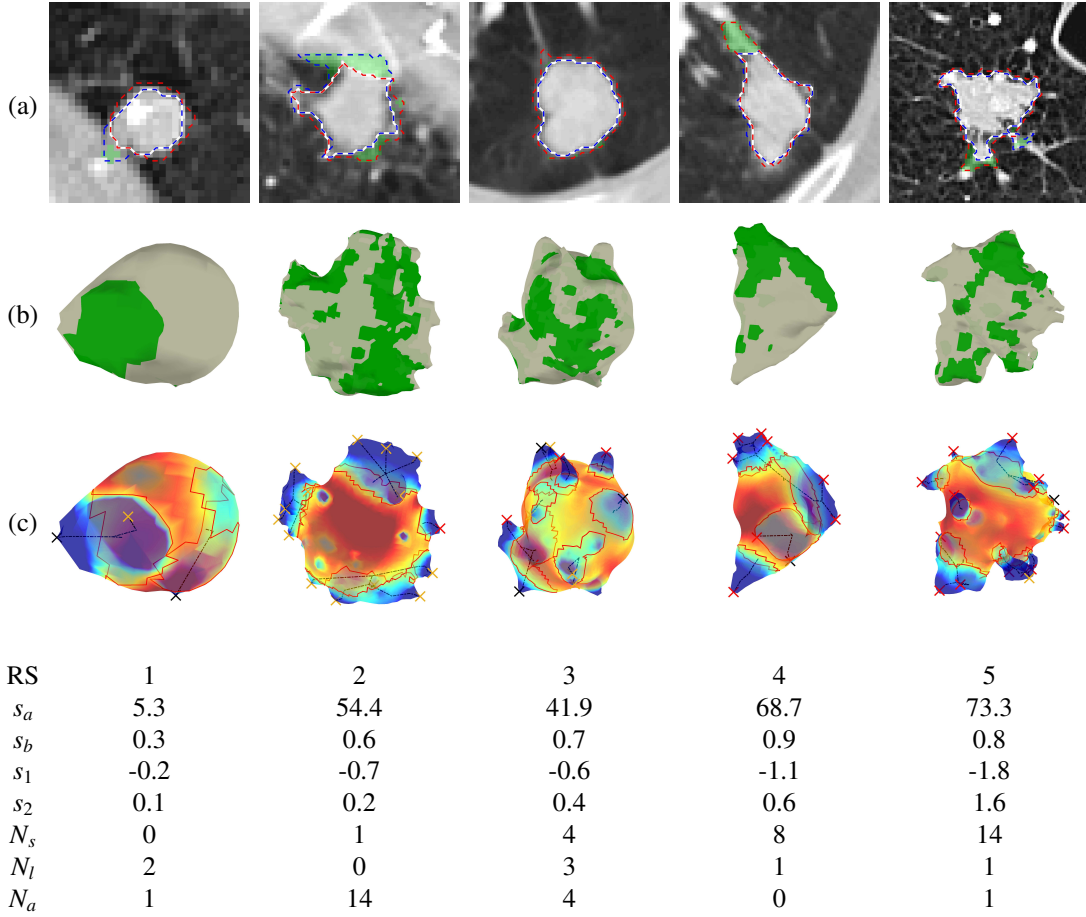 (a)
(b)
(c)
RS 1 2 3 4 5
s_a 5.3 54.4 41.9 68.7 73.3
s_b 0.3 0.6 0.7 0.9 0.8
s_1 -0.2 -0.7 -0.6 -1.1 -1.8
s_2 0.1 0.2 0.4 0.6 1.6
N_s 0 1 4 8 14
N_l 2 0 3 1 1
N_a 1 14 4 0 1